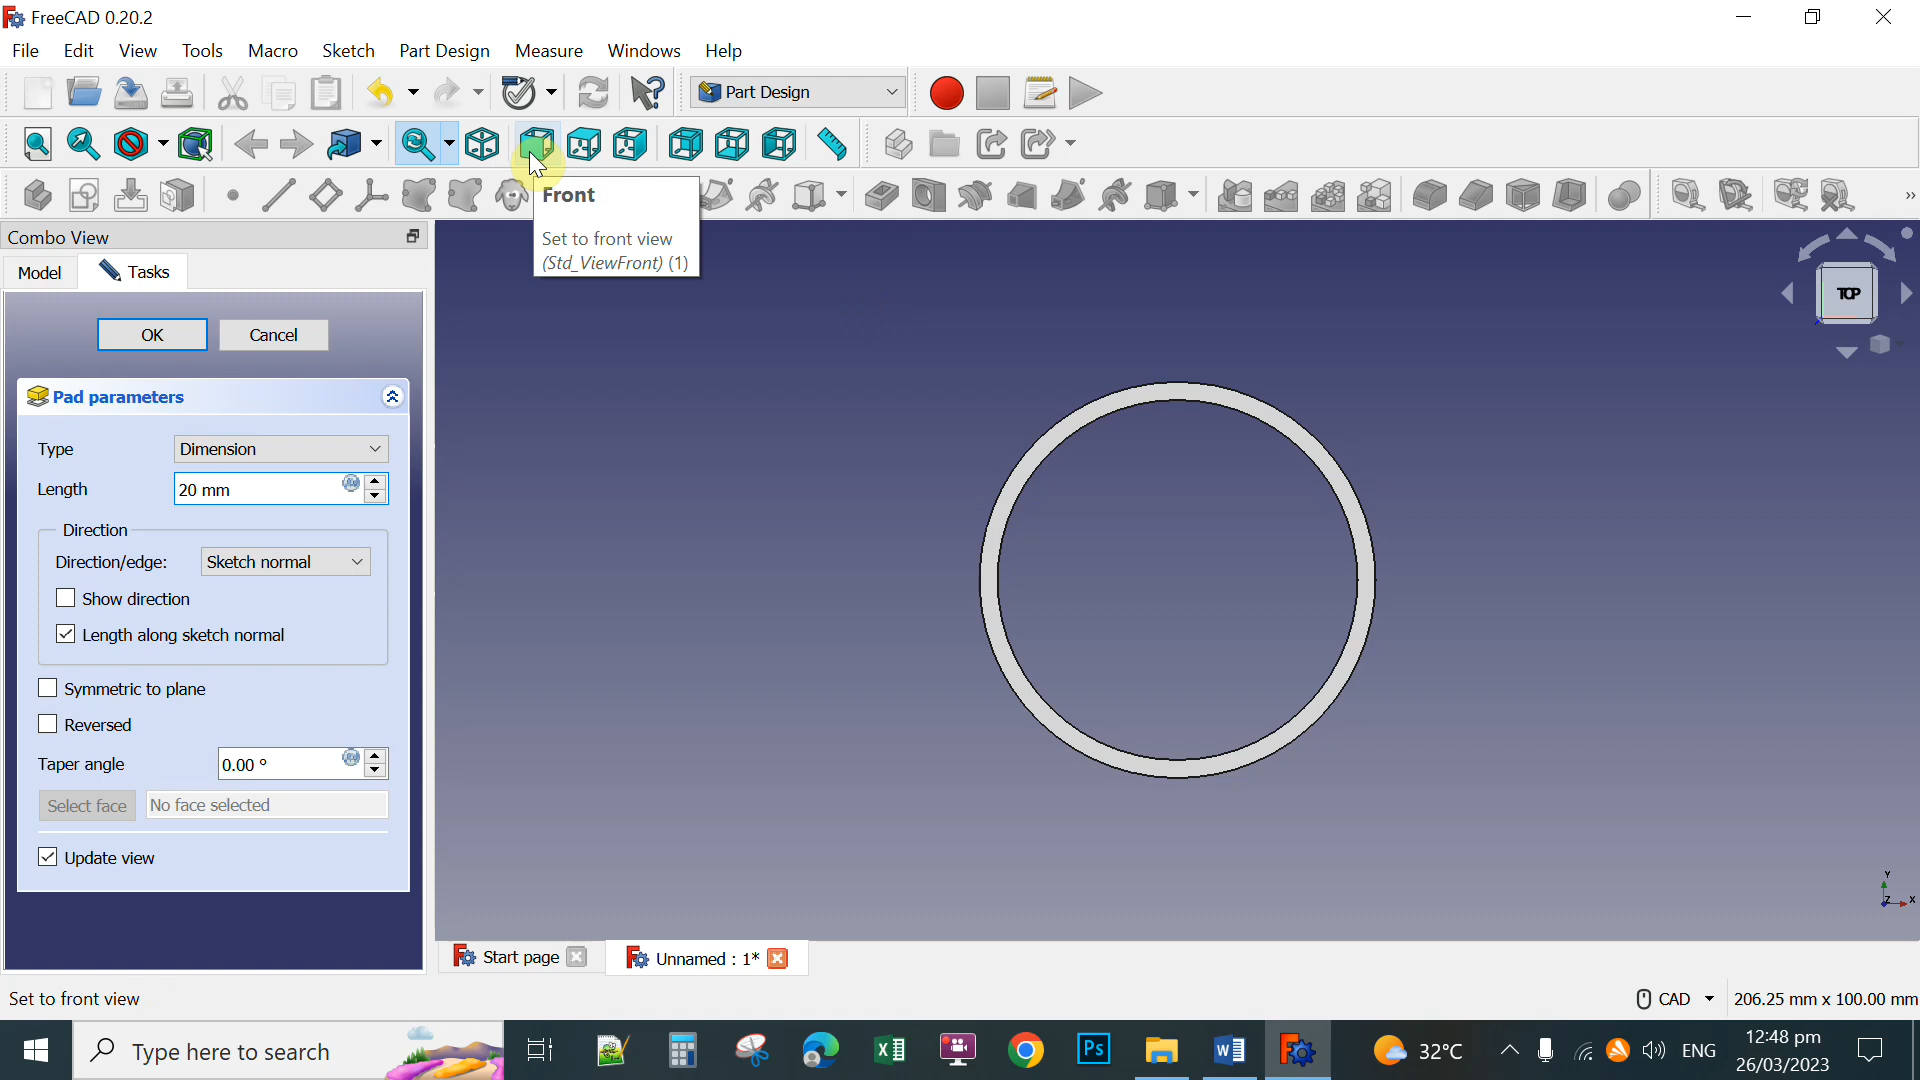 FreeCAD 0.20.2
File Edit View Tools Macro Sketch Part Design Measure Windows Help
Part Design
Front
Set to front view
(Std_ViewFront) (1)
Combo View
Model Tasks
TOP
OK Cancel
Pad parameters
Type Dimension
Length 20 mm
Direction
Direction/edge: Sketch normal
Show direction
Length along sketch normal
Symmetric to plane
Reversed
Taper angle 0.00 °
Select face No face selected
Update view
Y
Z X
Start page Unnamed : 1*
Set to front view CAD 206.25 mm x 100.00 mm
Type here to search Ps 32°C ENG 12:48 pm
26/03/2023